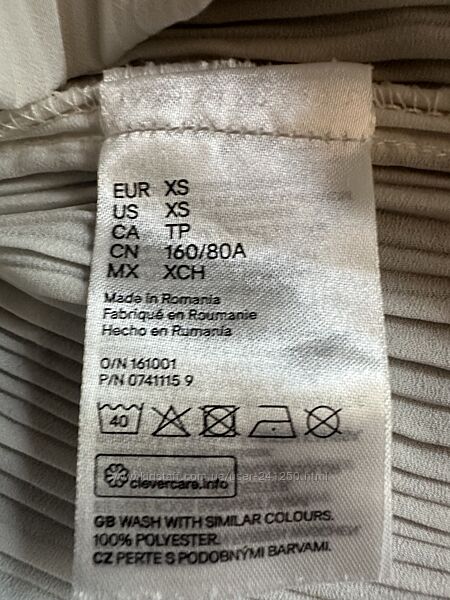 EUR XS
US XS
CA TP
CN 160/80A
MX XCH
Made in Romania
Fabriqué en Roumanie
Hecho en Rumanía
O/N 161001
P/N 0741115 9
40
clevercare.info
GB WASH WITH SIMILAR COLOURS.
100% POLYESTER.
CZ PERTE S PODOBNÝMI BARVAMI.